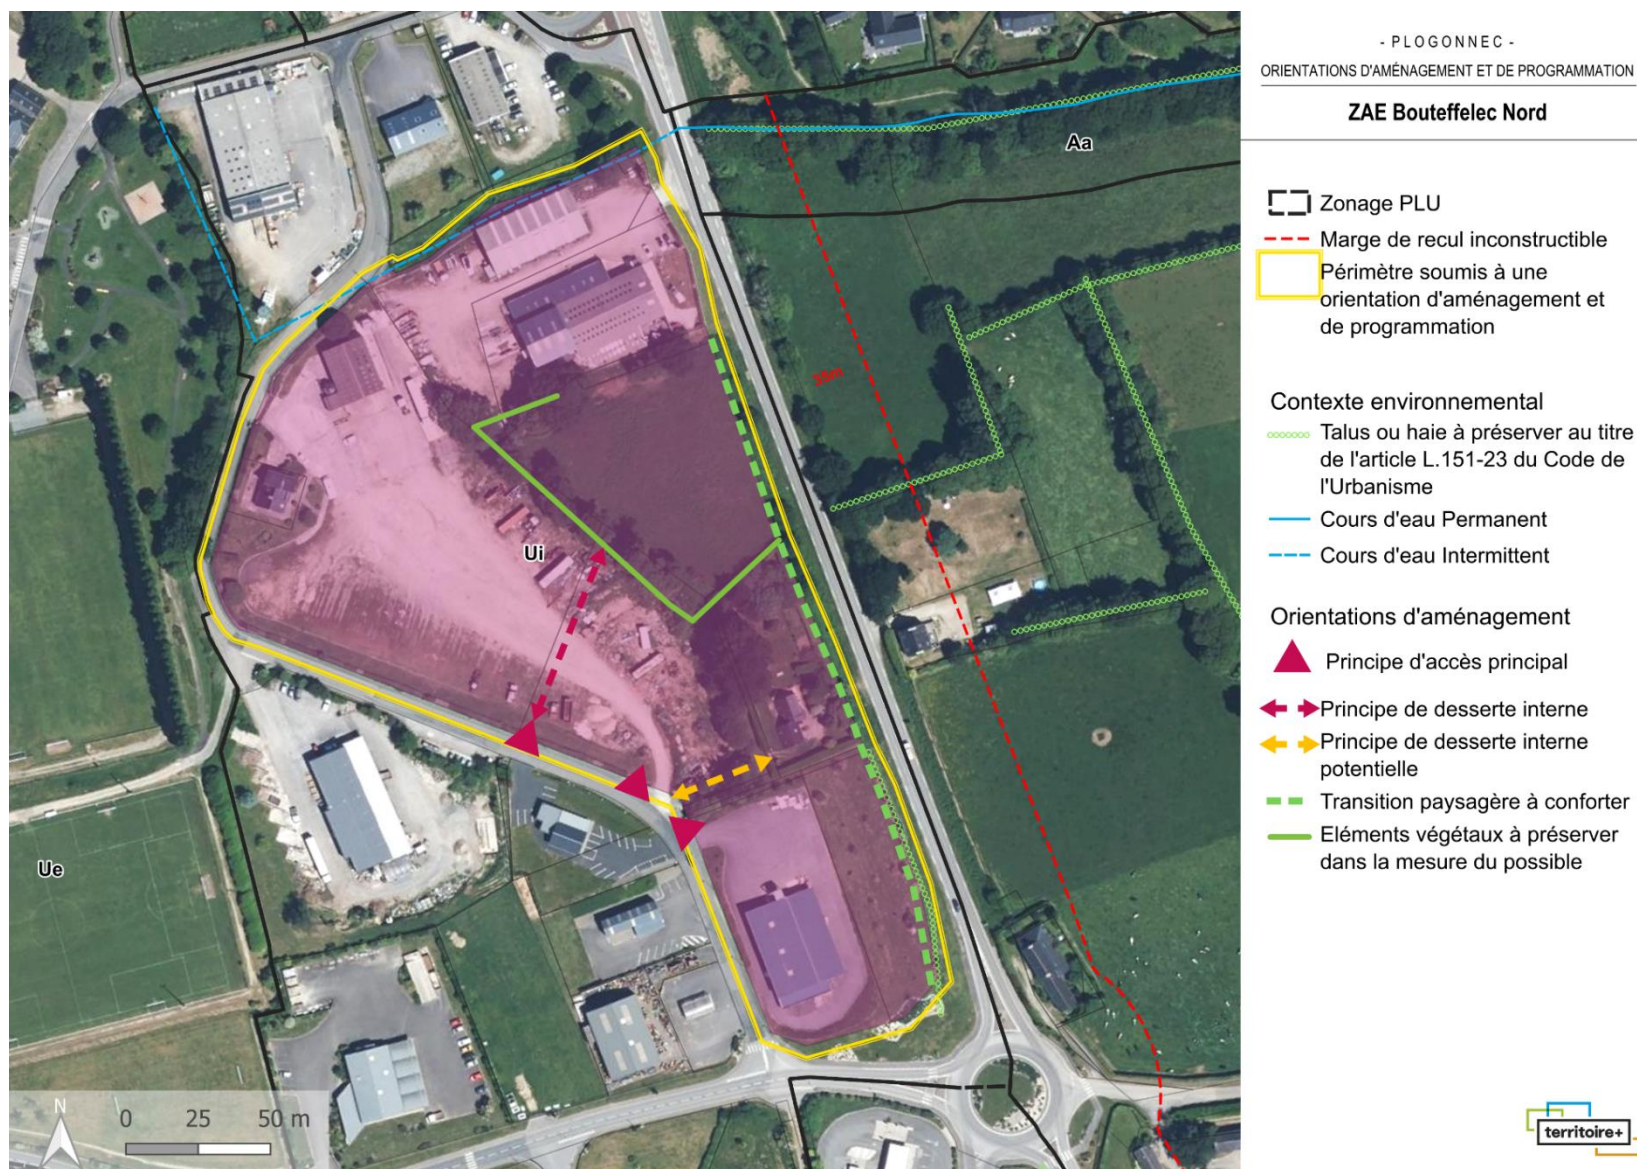 - PLOGONNEC -
ORIENTATIONS D'AMÉNAGEMENT ET DE PROGRAMMATION
ZAE Bouteffelec Nord
Zonage PLU
Marge de recul inconstructible
Périmètre soumis à une
orientation d'aménagement et
de programmation
Contexte environnemental
Talus ou haie à préserver au titre
de l'article L.151-23 du Code de
l'Urbanisme
Cours d'eau Permanent
Cours d'eau Intermittent
Orientations d'aménagement
Principe d'accès principal
Principe de desserte interne
Principe de desserte interne
potentielle
Transition paysagère à conforter
Eléments végétaux à préserver
dans la mesure du possible
Aa
Ui
Ue
N
0 25 50 m
territoire+